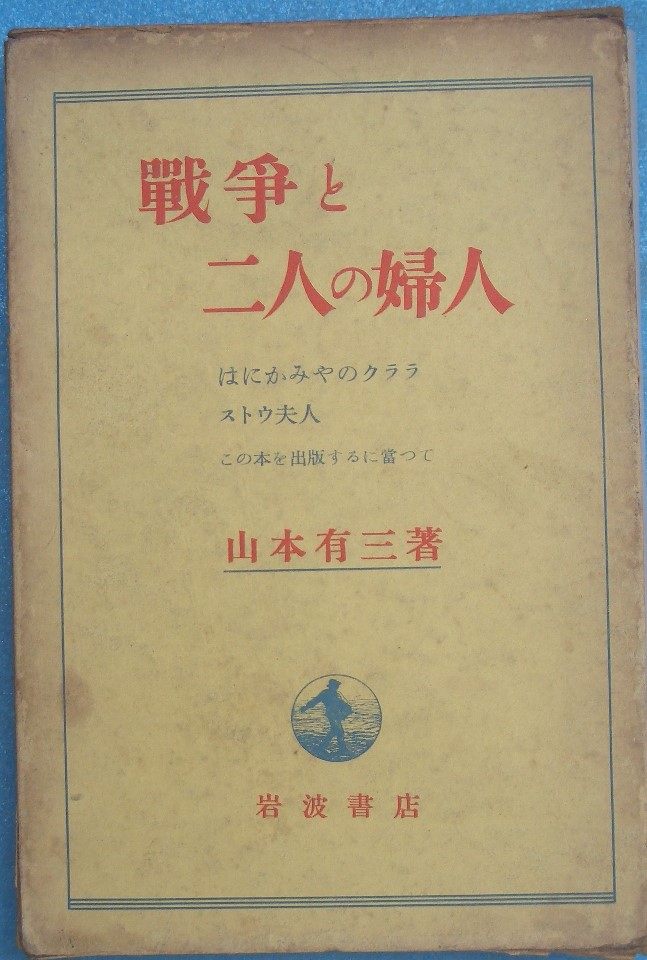 戰爭と
二人の婦人
はにかみやのクララ
ストウ夫人
この本を出版するに當つて
山本有三著
岩波書店